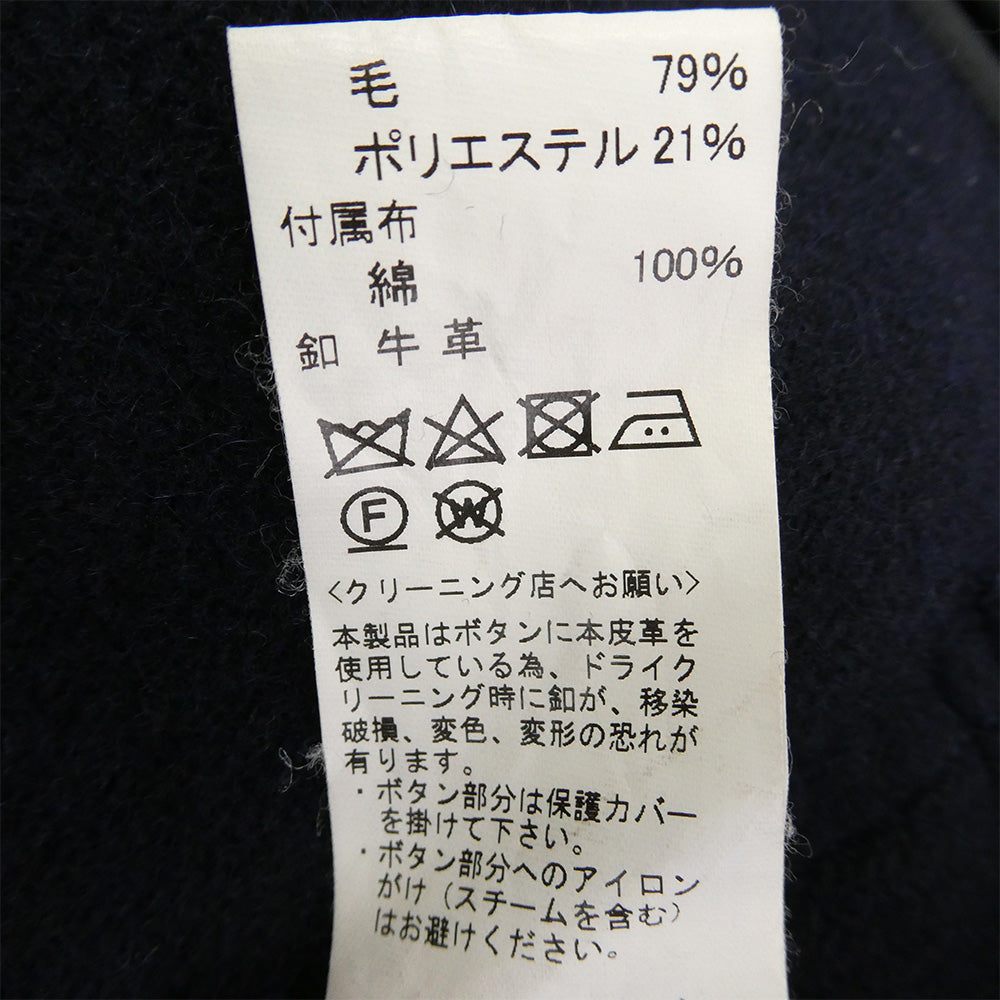 毛 79%
ポリエステル 21%
付属布
綿 100%
釦 牛革
F W
<クリーニング店へお願い>
本製品はボタンに本皮革を
使用している為、ドライク
リーニング時に釦が、移染
破損、変色、変形の恐れが
有ります。
・ボタン部分は保護カバー
を掛けて下さい。
・ボタン部分へのアイロン
がけ(スチームを含む)
はお避けください。